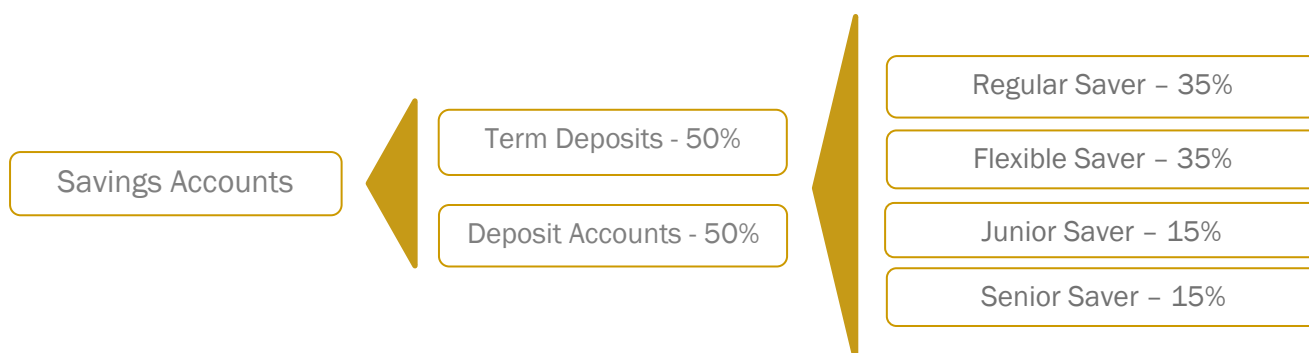 Savings Accounts
Term Deposits - 50%
Deposit Accounts - 50%
Regular Saver – 35%
Flexible Saver – 35%
Junior Saver – 15%
Senior Saver – 15%